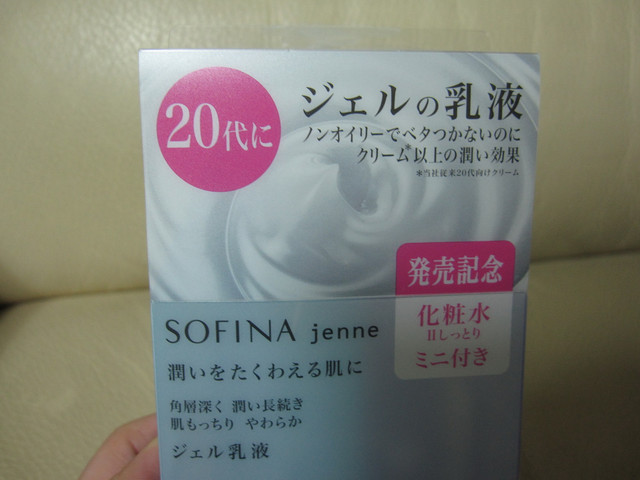 20代に
ジェルの乳液
ノンオイリーでベタつかないのに
クリーム*以上の潤い効果
*当社従来20代向けクリーム
発売記念
化粧水
IIしっとり
ミニ付き
SOFINA jenne
潤いをたくわえる肌に
角層深く 潤い長続き
肌もっちり やわらか
ジェル乳液